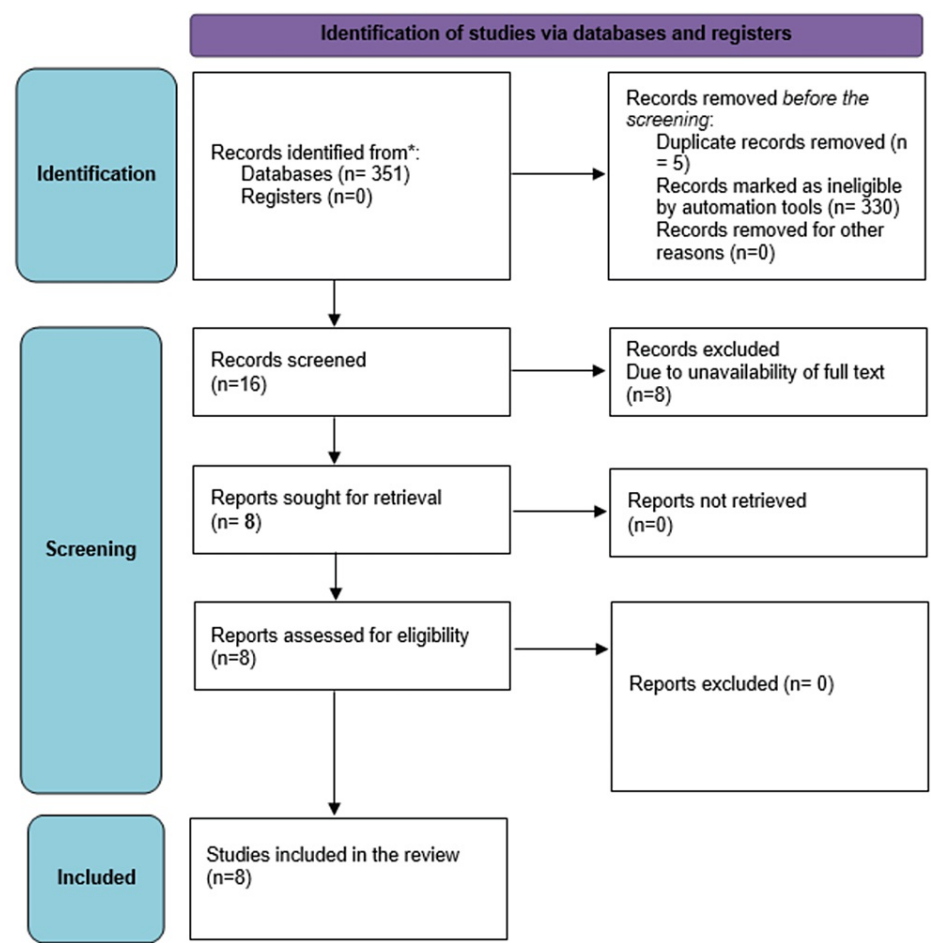 Identification of studies via databases and registers
Identification
Records identified from*:
Databases (n= 351)
Registers (n=0)
Records removed before the
screening:
Duplicate records removed (n
= 5)
Records marked as ineligible
by automation tools (n= 330)
Records removed for other
reasons (n=0)
Screening
Records screened
(n=16)
Records excluded
Due to unavailability of full text
(n=8)
Reports sought for retrieval
(n= 8)
Reports not retrieved
(n=0)
Reports assessed for eligibility
(n=8)
Reports excluded (n= 0)
Included
Studies included in the review
(n=8)